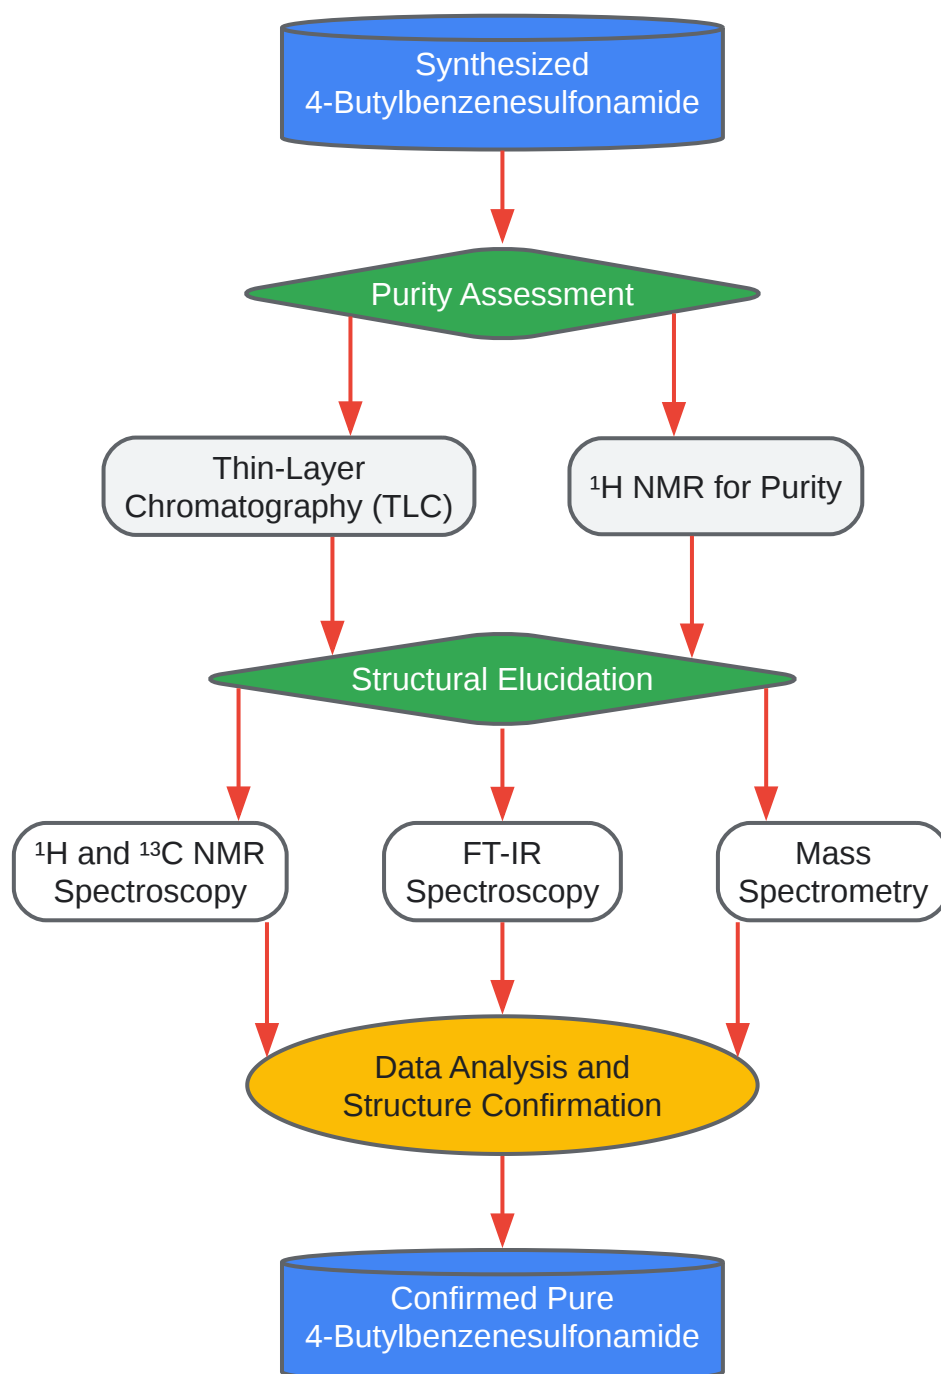 Synthesized
4-Butylbenzenesulfonamide
Purity Assessment
Thin-Layer
Chromatography (TLC)
¹H NMR for Purity
Structural Elucidation
¹H and ¹³C NMR
Spectroscopy
FT-IR
Spectroscopy
Mass
Spectrometry
Data Analysis and
Structure Confirmation
Confirmed Pure
4-Butylbenzenesulfonamide